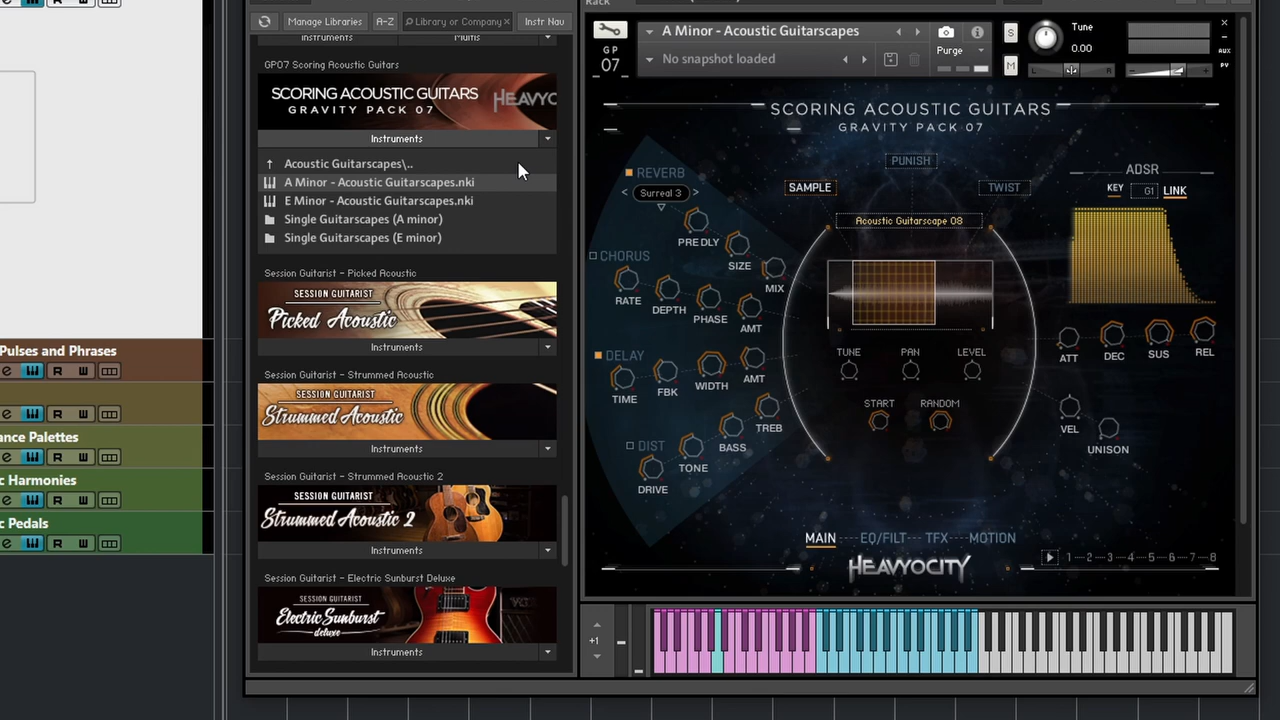 Rack
Manage Libraries A-Z Library or Company × Instr Nav
Instruments Multis
GP07 Scoring Acoustic Guitars
SCORING ACOUSTIC GUITARS
GRAVITY PACK 07
HEAVYOC
Instruments
Acoustic Guitarscapes\..
A Minor - Acoustic Guitarscapes.nki
E Minor - Acoustic Guitarscapes.nki
Single Guitarscapes (A minor)
Single Guitarscapes (E minor)
Session Guitarist - Picked Acoustic
SESSION GUITARIST
Picked Acoustic
Instruments
Session Guitarist - Strummed Acoustic
SESSION GUITARIST
Strummed Acoustic
Instruments
Session Guitarist - Strummed Acoustic 2
SESSION GUITARIST
Strummed Acoustic 2
Instruments
Session Guitarist - Electric Sunburst Deluxe
SESSION GUITARIST
Electric Sunburst
deluxe
Instruments
Pulses and Phrases
e R W
e R W
ance Palettes
e R W
c Harmonies
e R W
c Pedals
e R W
GP
07
A Minor - Acoustic Guitarscapes
No snapshot loaded
Purge
S
M
Tune
0.00
L R
×
AUX
PV
SCORING ACOUSTIC GUITARS
GRAVITY PACK 07
REVERB
< Surreal 3 >
PRE DLY
SIZE
MIX
CHORUS
RATE
DEPTH
PHASE
AMT
DELAY
TIME
FBK
WIDTH
AMT
DIST
DRIVE
TONE
BASS
TREB
PUNISH
SAMPLE
TWIST
Acoustic Guitarscape 08
TUNE PAN LEVEL
START RANDOM
ADSR
KEY G1 LINK
ATT DEC SUS REL
VEL
UNISON
MAIN EQ/FILT TFX MOTION
HEAVYOCITY
1 - 2 - 3 - 4 - 5 - 6 - 7 - 8
+1